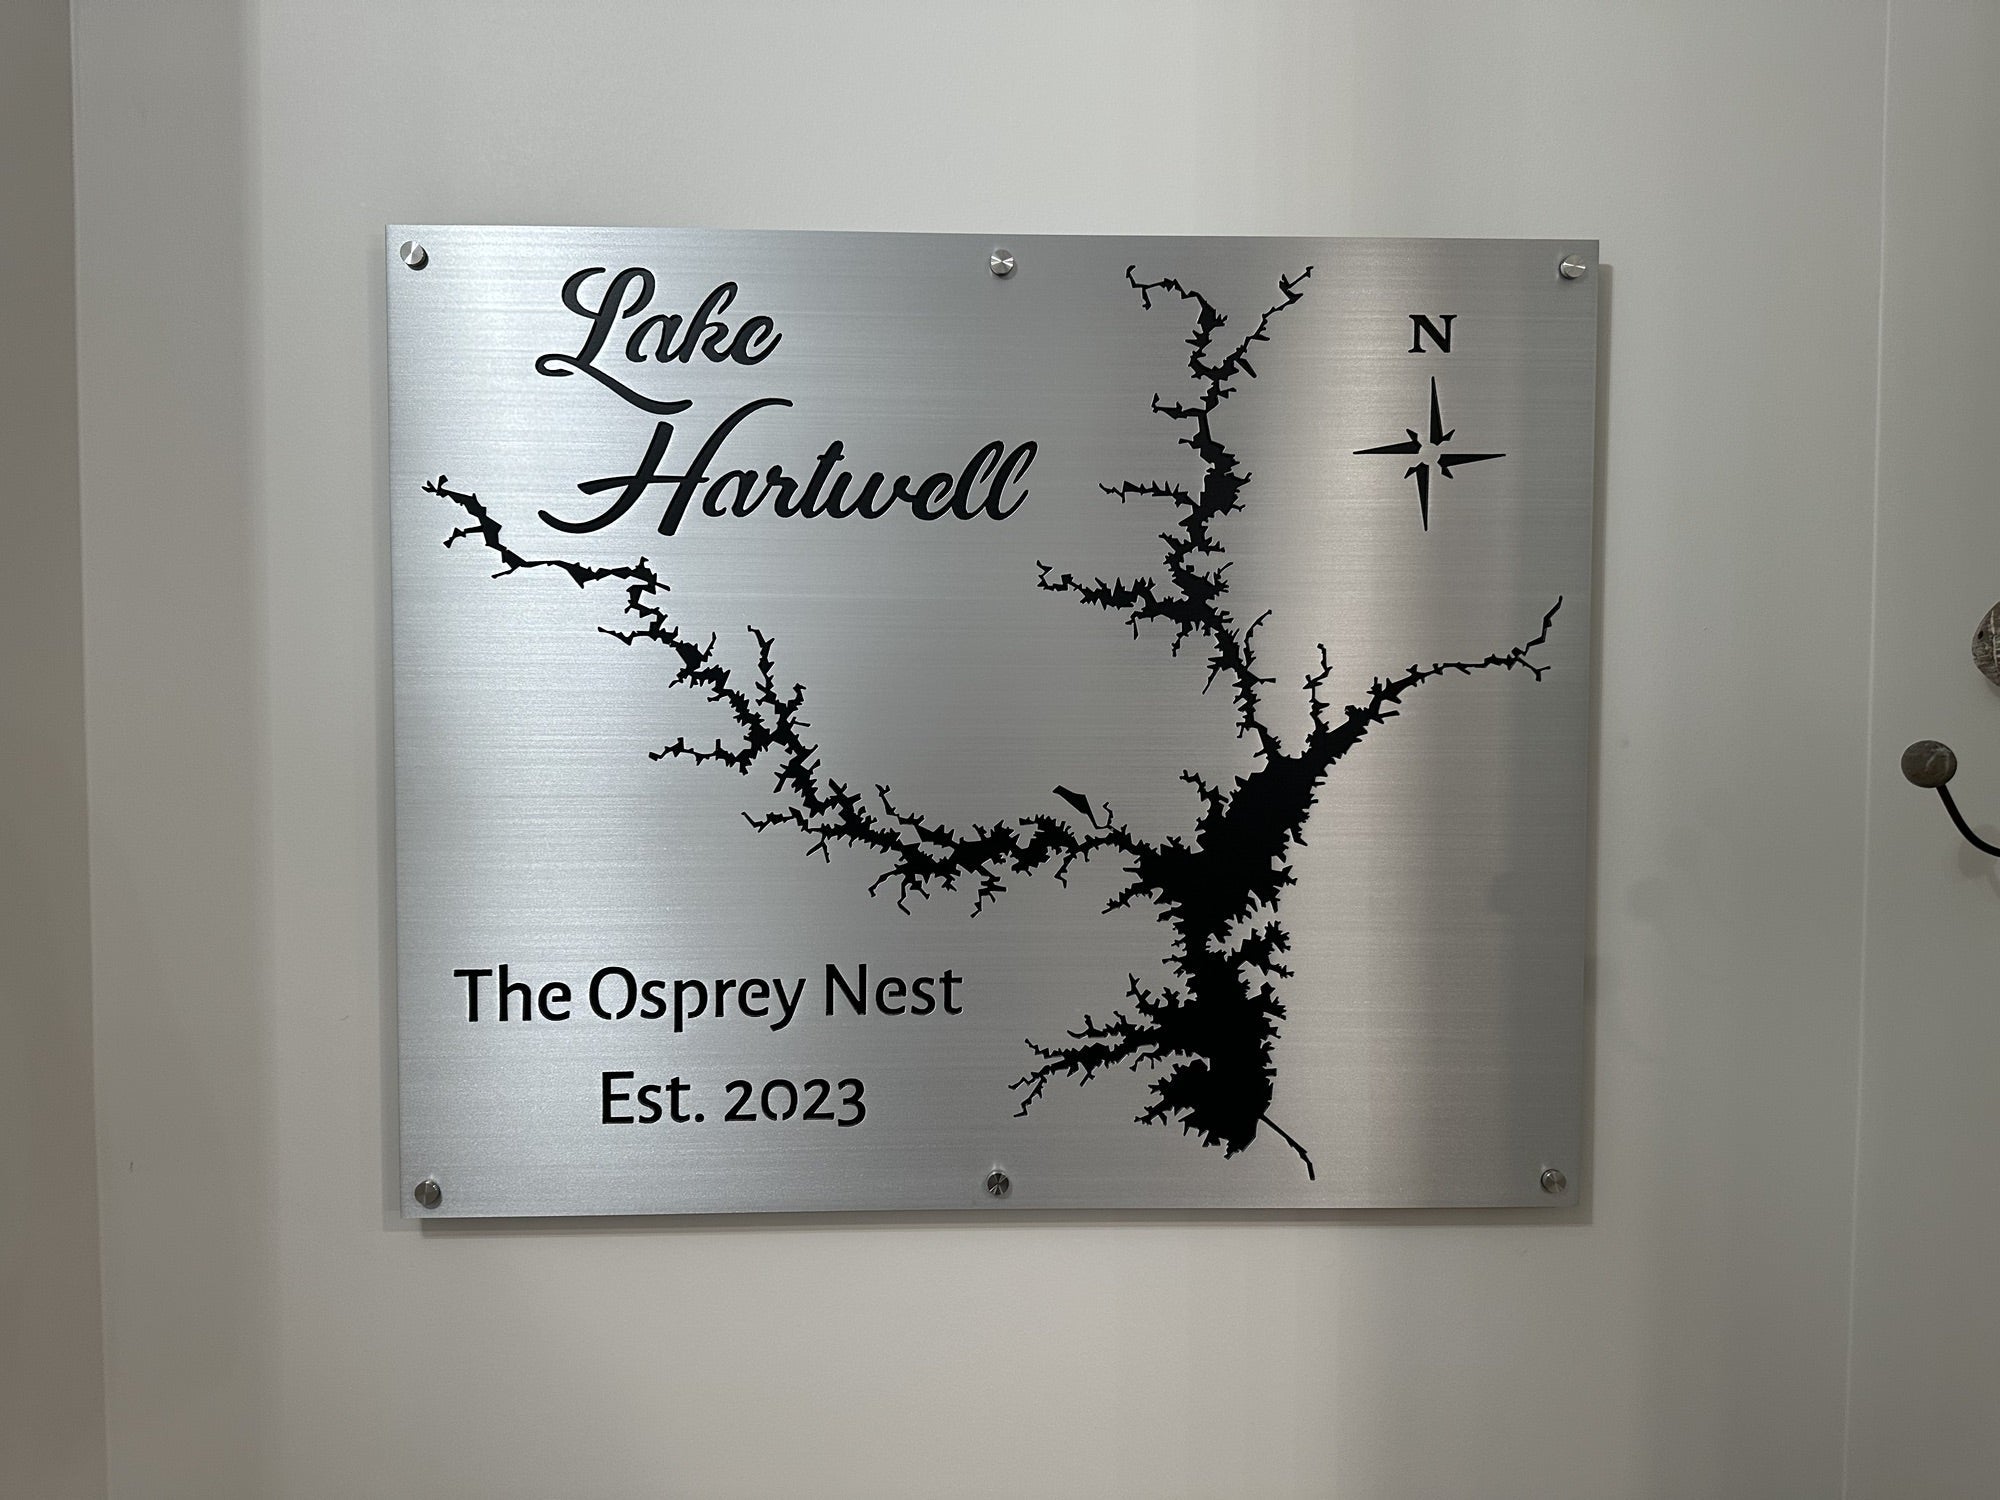 Lake
Hartwell
N
The Osprey Nest
Est. 2023